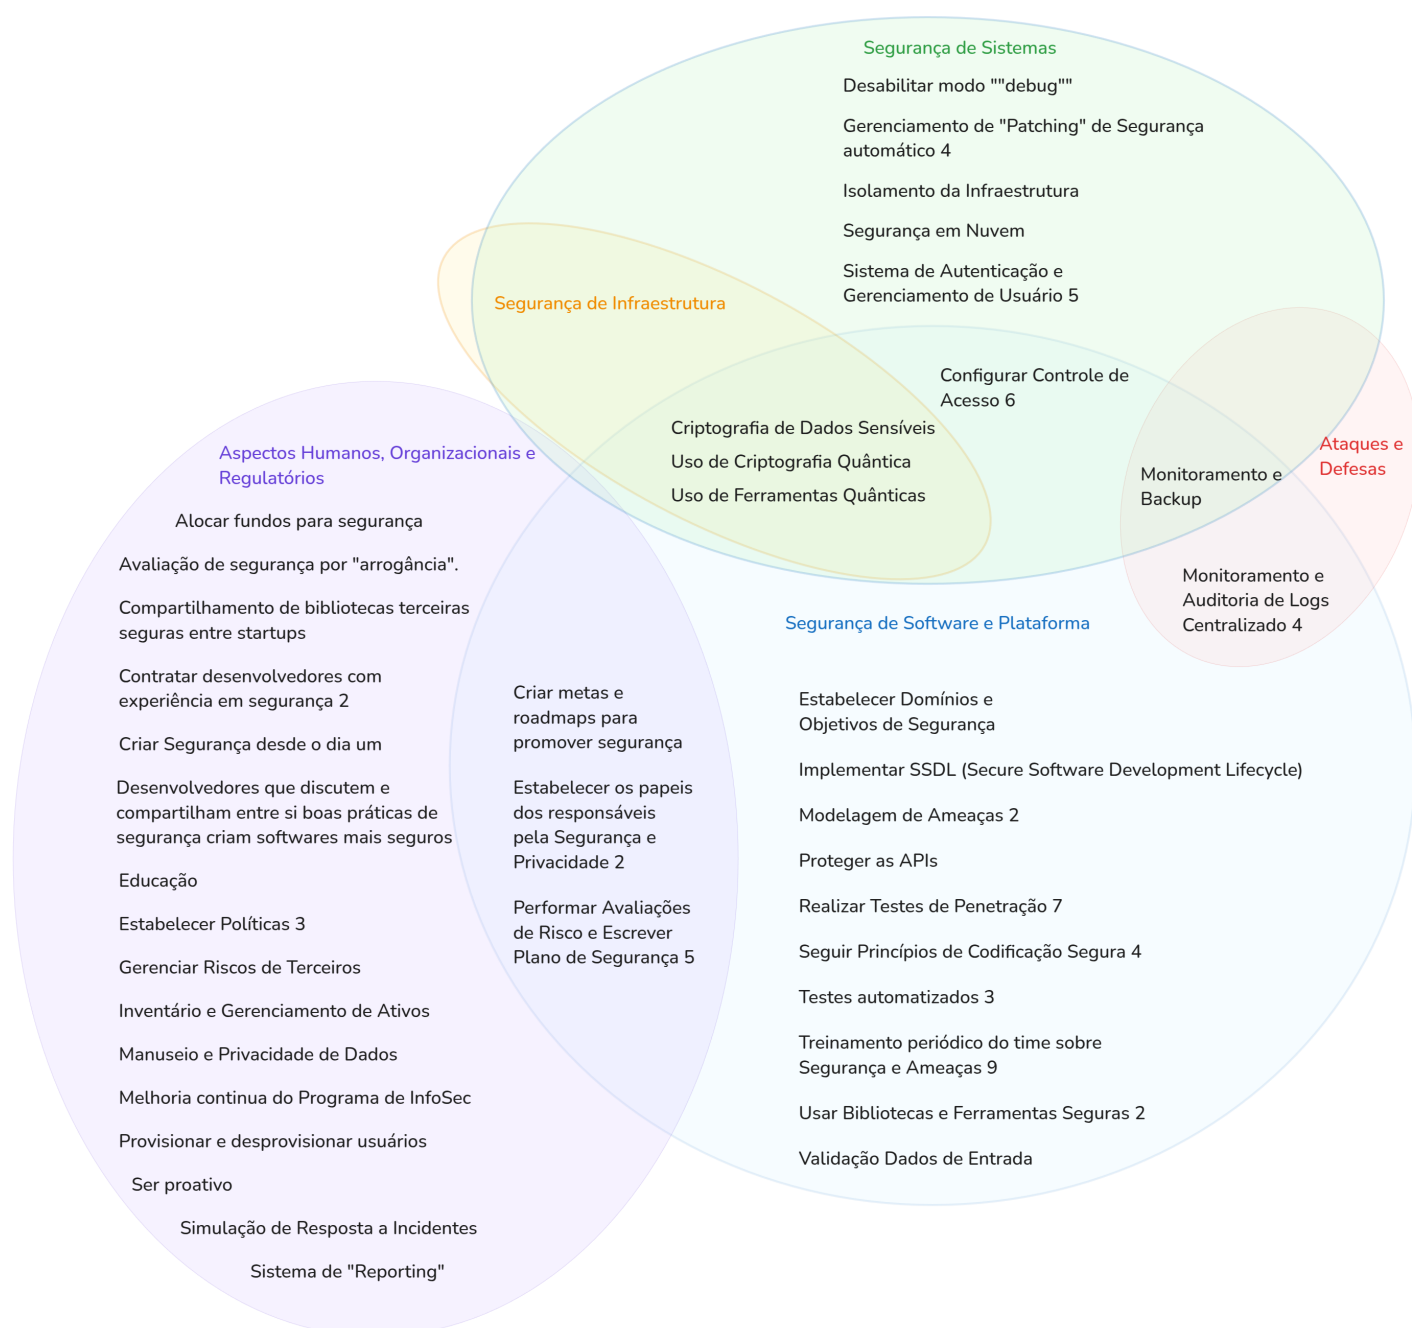 Segurança de Sistemas
Desabilitar modo ""debug""
Gerenciamento de "Patching" de Segurança
automático 4
Isolamento da Infraestrutura
Segurança em Nuvem
Sistema de Autenticação e
Gerenciamento de Usuário 5
Segurança de Infraestrutura
Configurar Controle de
Acesso 6
Criptografia de Dados Sensíveis
Uso de Criptografia Quântica
Uso de Ferramentas Quânticas
Ataques e
Defesas
Monitoramento e
Backup
Monitoramento e
Auditoria de Logs
Centralizado 4
Aspectos Humanos, Organizacionais e
Regulatórios
Alocar fundos para segurança
Avaliação de segurança por "arrogância".
Compartilhamento de bibliotecas terceiras
seguras entre startups
Contratar desenvolvedores com
experiência em segurança 2
Criar Segurança desde o dia um
Desenvolvedores que discutem e
compartilham entre si boas práticas de
segurança criam softwares mais seguros
Educação
Estabelecer Políticas 3
Gerenciar Riscos de Terceiros
Inventário e Gerenciamento de Ativos
Manuseio e Privacidade de Dados
Melhoria continua do Programa de InfoSec
Provisionar e desprovisionar usuários
Ser proativo
Simulação de Resposta a Incidentes
Sistema de "Reporting"
Criar metas e
roadmaps para
promover segurança
Estabelecer os papeis
dos responsáveis
pela Segurança e
Privacidade 2
Performar Avaliações
de Risco e Escrever
Plano de Segurança 5
Segurança de Software e Plataforma
Estabelecer Domínios e
Objetivos de Segurança
Implementar SSDL (Secure Software Development Lifecycle)
Modelagem de Ameaças 2
Proteger as APIs
Realizar Testes de Penetração 7
Seguir Princípios de Codificação Segura 4
Testes automatizados 3
Treinamento periódico do time sobre
Segurança e Ameaças 9
Usar Bibliotecas e Ferramentas Seguras 2
Validação Dados de Entrada